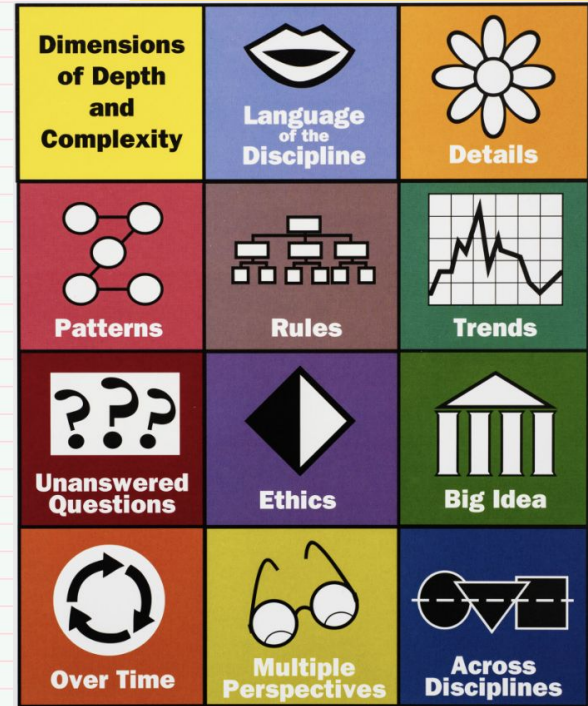 Dimensions
of Depth
and
Complexity
Language
of the
Discipline
Details
Patterns
Rules
Trends
???
Unanswered
Questions
Ethics
Big Idea
Over Time
Multiple
Perspectives
Across
Disciplines